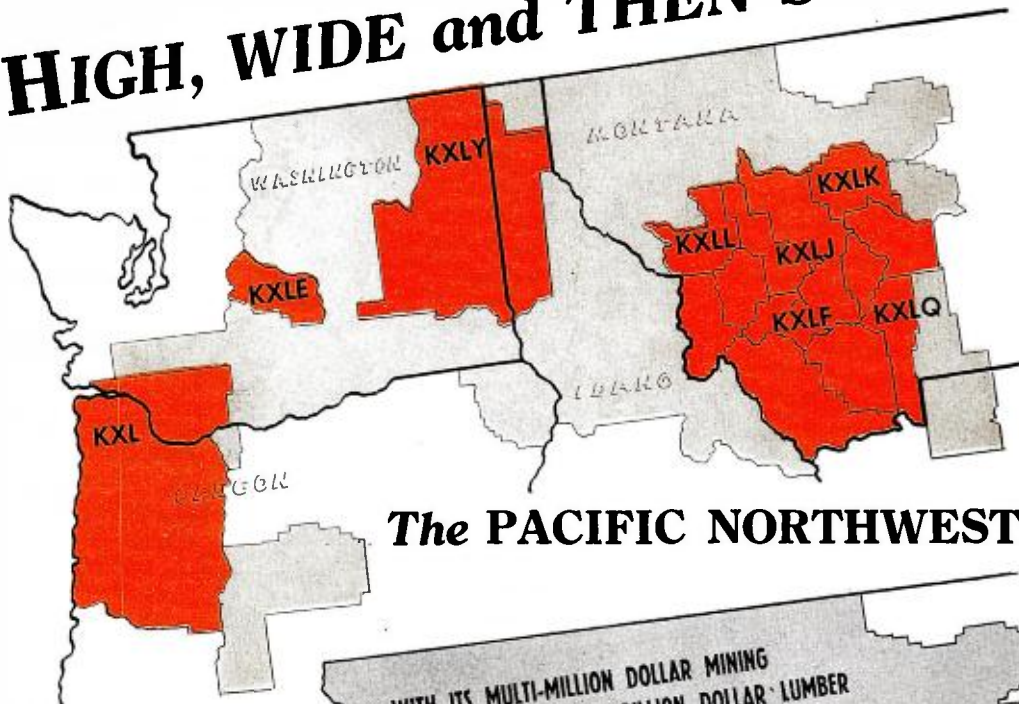 HIGH, WIDE and THEN
MONTANA
WASHINGTON
KXLY
KXLK
KXLL
KXLJ
KXLE
KXLF
KXLQ
IDAHO
KXL
OREGON
The PACIFIC NORTHWEST
WITH ITS MULTI-MILLION DOLLAR MINING
DOLLAR LUMBER